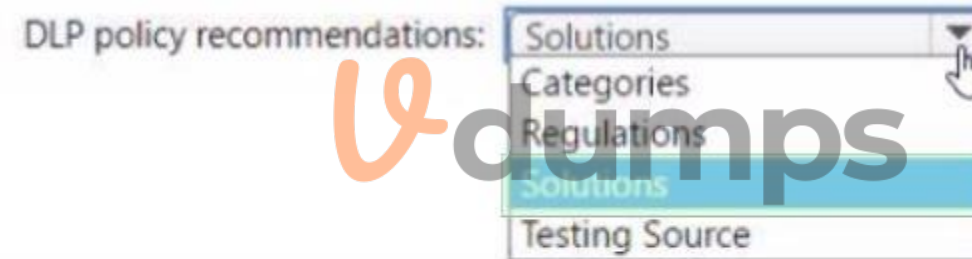 DLP policy recommendations: Solutions
Categories
Regulations
Solutions
Testing Source
Vdumps